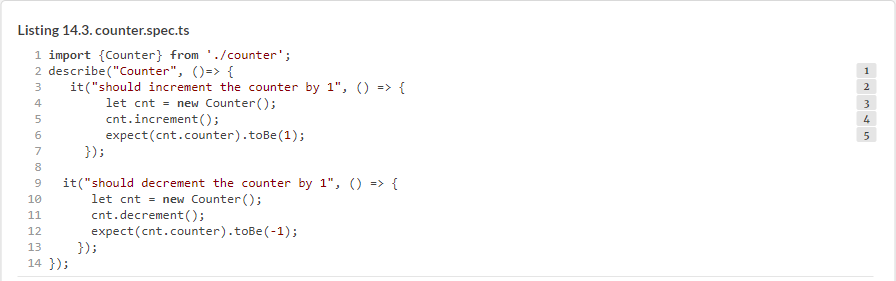 Listing 14.3. counter.spec.ts
1 import {Counter} from './counter';
2 describe("Counter", ()=> { 1
3 it("should increment the counter by 1", () => { 2
4 let cnt = new Counter(); 3
5 cnt.increment(); 4
6 expect(cnt.counter).toBe(1); 5
7 });
8
9 it("should decrement the counter by 1", () => {
10 let cnt = new Counter();
11 cnt.decrement();
12 expect(cnt.counter).toBe(-1);
13 });
14 });